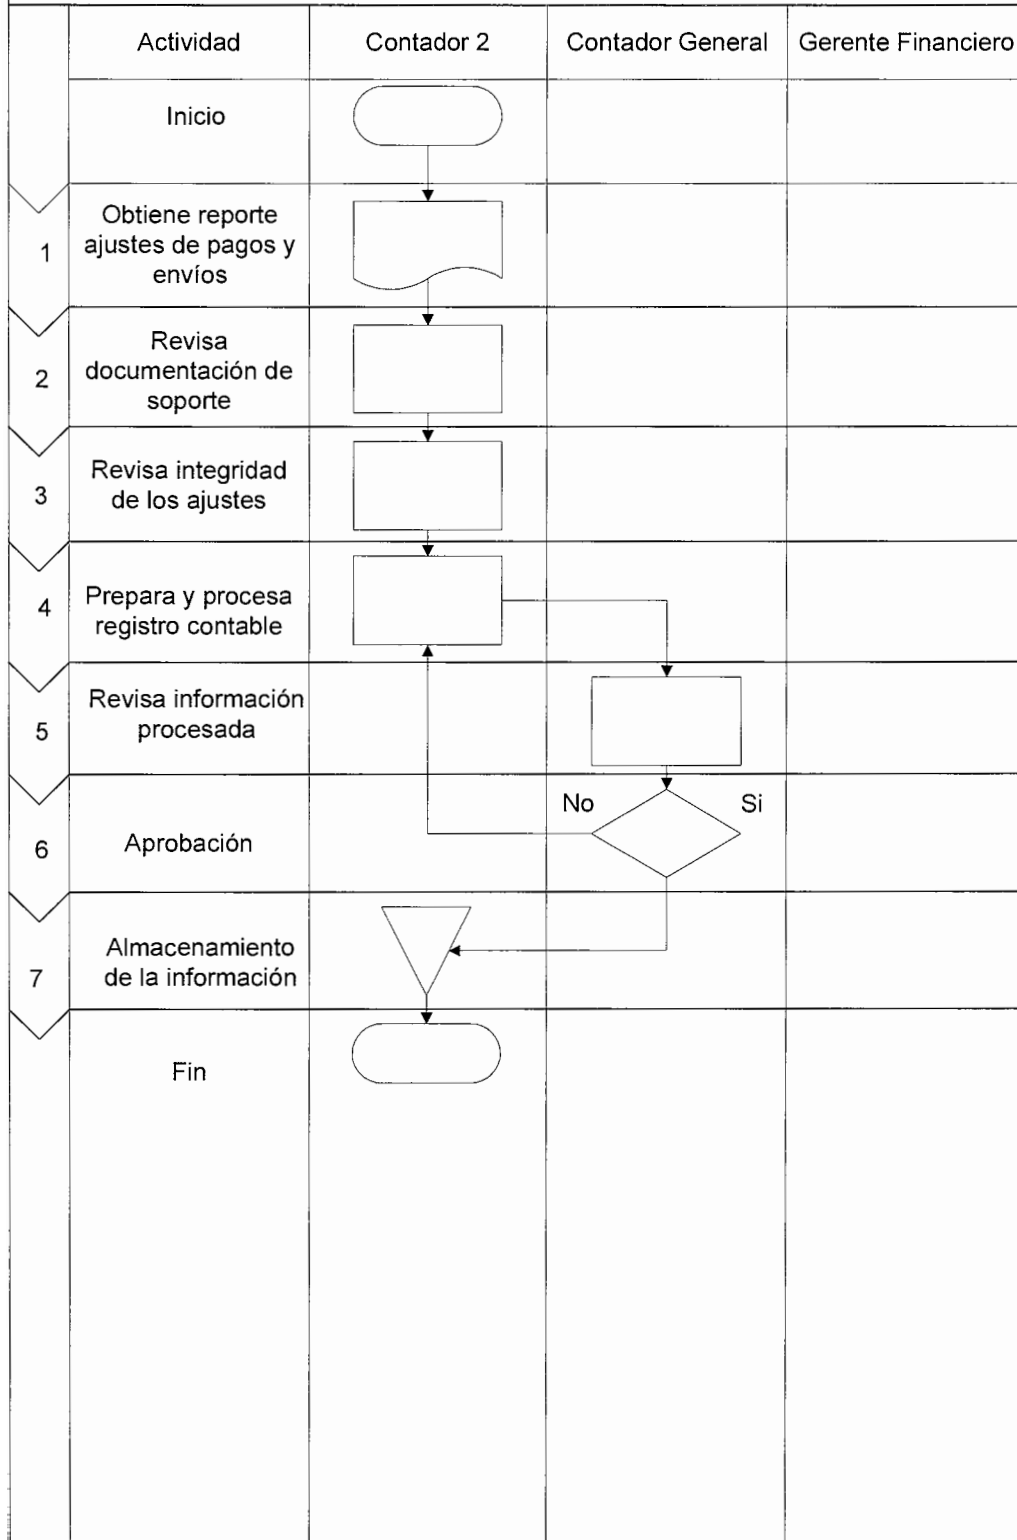 Actividad
Contador 2
Contador General
Gerente Financiero
Inicio
1
Obtiene reporte
ajustes de pagos y
envíos
2
Revisa
documentación de
soporte
3
Revisa integridad
de los ajustes
4
Prepara y procesa
registro contable
5
Revisa información
procesada
6
Aprobación
No
Si
7
Almacenamiento
de la información
Fin